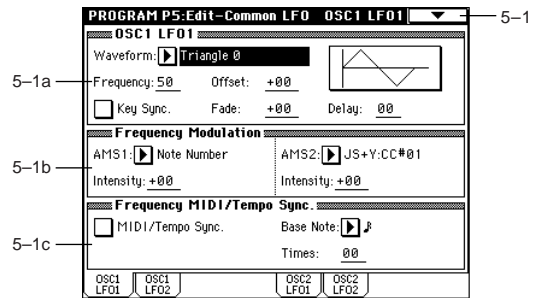 PROGRAM P5:Edit-Common LFO OSC1 LFO1
5–1
OSC1 LFO1
Waveform: Triangle 0
5–1a
Frequency: 50 Offset: +00
Key Sync. Fade: +00 Delay: 00
Frequency Modulation
5–1b
AMS1: Note Number AMS2: JS+Y:CC#01
Intensity: +00 Intensity: +00
Frequency MIDI/Tempo Sync.
5–1c
MIDI/Tempo Sync. Base Note: ♪
Times: 00
OSC1 LFO1 OSC1 LFO2 OSC2 LFO1 OSC2 LFO2